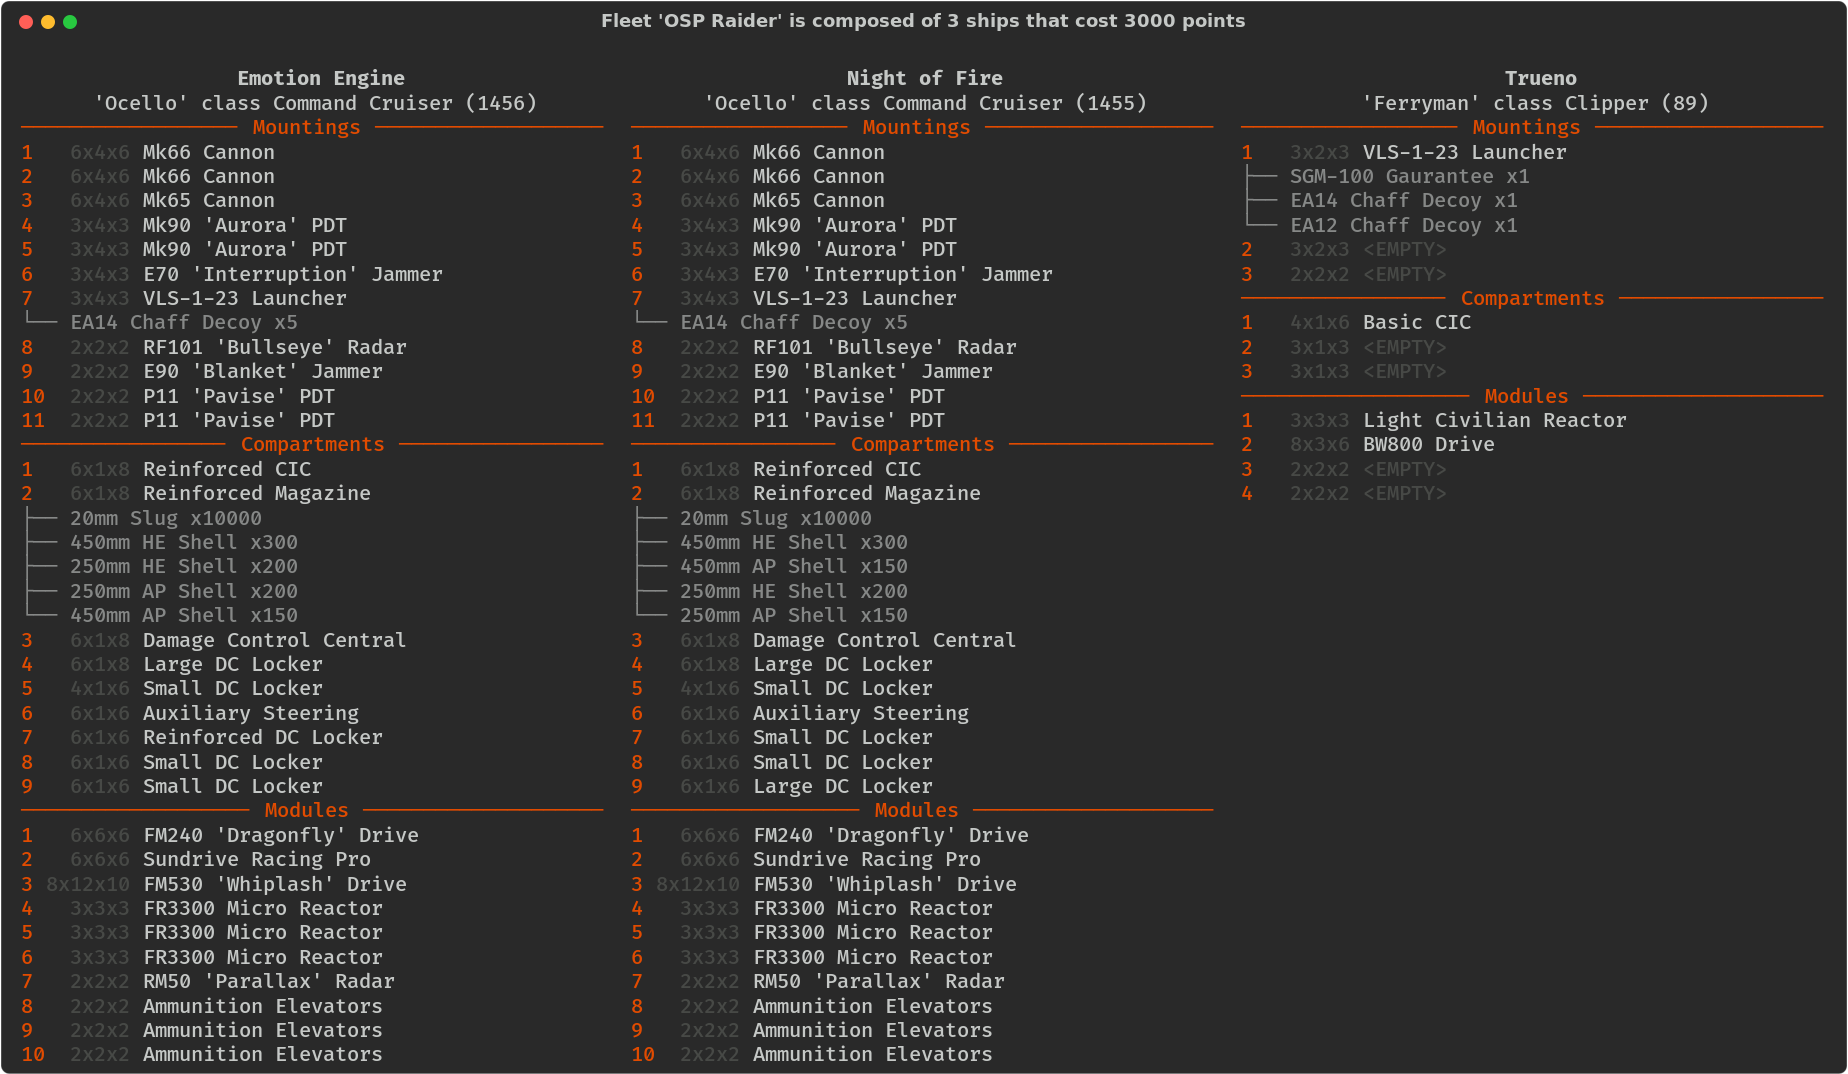 Fleet 'OSP Raider' is composed of 3 ships that cost 3000 points
Emotion Engine
'Ocello' class Command Cruiser (1456)
Mountings
1 6x4x6 Mk66 Cannon
2 6x4x6 Mk66 Cannon
3 6x4x6 Mk65 Cannon
4 3x4x3 Mk90 'Aurora' PDT
5 3x4x3 Mk90 'Aurora' PDT
6 3x4x3 E70 'Interruption' Jammer
7 3x4x3 VLS-1-23 Launcher
└── EA14 Chaff Decoy x5
8 2x2x2 RF101 'Bullseye' Radar
9 2x2x2 E90 'Blanket' Jammer
10 2x2x2 P11 'Pavise' PDT
11 2x2x2 P11 'Pavise' PDT
Compartments
1 6x1x8 Reinforced CIC
2 6x1x8 Reinforced Magazine
├── 20mm Slug x10000
├── 450mm HE Shell x300
├── 250mm HE Shell x200
├── 250mm AP Shell x200
└── 450mm AP Shell x150
3 6x1x8 Damage Control Central
4 6x1x8 Large DC Locker
5 4x1x6 Small DC Locker
6 6x1x6 Auxiliary Steering
7 6x1x6 Reinforced DC Locker
8 6x1x6 Small DC Locker
9 6x1x6 Small DC Locker
Modules
1 6x6x6 FM240 'Dragonfly' Drive
2 6x6x6 Sundrive Racing Pro
3 8x12x10 FM530 'Whiplash' Drive
4 3x3x3 FR3300 Micro Reactor
5 3x3x3 FR3300 Micro Reactor
6 3x3x3 FR3300 Micro Reactor
7 2x2x2 RM50 'Parallax' Radar
8 2x2x2 Ammunition Elevators
9 2x2x2 Ammunition Elevators
10 2x2x2 Ammunition Elevators
Night of Fire
'Ocello' class Command Cruiser (1455)
Mountings
1 6x4x6 Mk66 Cannon
2 6x4x6 Mk66 Cannon
3 6x4x6 Mk65 Cannon
4 3x4x3 Mk90 'Aurora' PDT
5 3x4x3 Mk90 'Aurora' PDT
6 3x4x3 E70 'Interruption' Jammer
7 3x4x3 VLS-1-23 Launcher
└── EA14 Chaff Decoy x5
8 2x2x2 RF101 'Bullseye' Radar
9 2x2x2 E90 'Blanket' Jammer
10 2x2x2 P11 'Pavise' PDT
11 2x2x2 P11 'Pavise' PDT
Compartments
1 6x1x8 Reinforced CIC
2 6x1x8 Reinforced Magazine
├── 20mm Slug x10000
├── 450mm HE Shell x300
├── 450mm AP Shell x150
├── 250mm HE Shell x200
└── 250mm AP Shell x150
3 6x1x8 Damage Control Central
4 6x1x8 Large DC Locker
5 4x1x6 Small DC Locker
6 6x1x6 Auxiliary Steering
7 6x1x6 Small DC Locker
8 6x1x6 Small DC Locker
9 6x1x6 Large DC Locker
Modules
1 6x6x6 FM240 'Dragonfly' Drive
2 6x6x6 Sundrive Racing Pro
3 8x12x10 FM530 'Whiplash' Drive
4 3x3x3 FR3300 Micro Reactor
5 3x3x3 FR3300 Micro Reactor
6 3x3x3 FR3300 Micro Reactor
7 2x2x2 RM50 'Parallax' Radar
8 2x2x2 Ammunition Elevators
9 2x2x2 Ammunition Elevators
10 2x2x2 Ammunition Elevators
Trueno
'Ferryman' class Clipper (89)
Mountings
1 3x2x3 VLS-1-23 Launcher
├── SGM-100 Gaurantee x1
├── EA14 Chaff Decoy x1
└── EA12 Chaff Decoy x1
2 3x2x3 <EMPTY>
3 2x2x2 <EMPTY>
Compartments
1 4x1x6 Basic CIC
2 3x1x3 <EMPTY>
3 3x1x3 <EMPTY>
Modules
1 3x3x3 Light Civilian Reactor
2 8x3x6 BW800 Drive
3 2x2x2 <EMPTY>
4 2x2x2 <EMPTY>